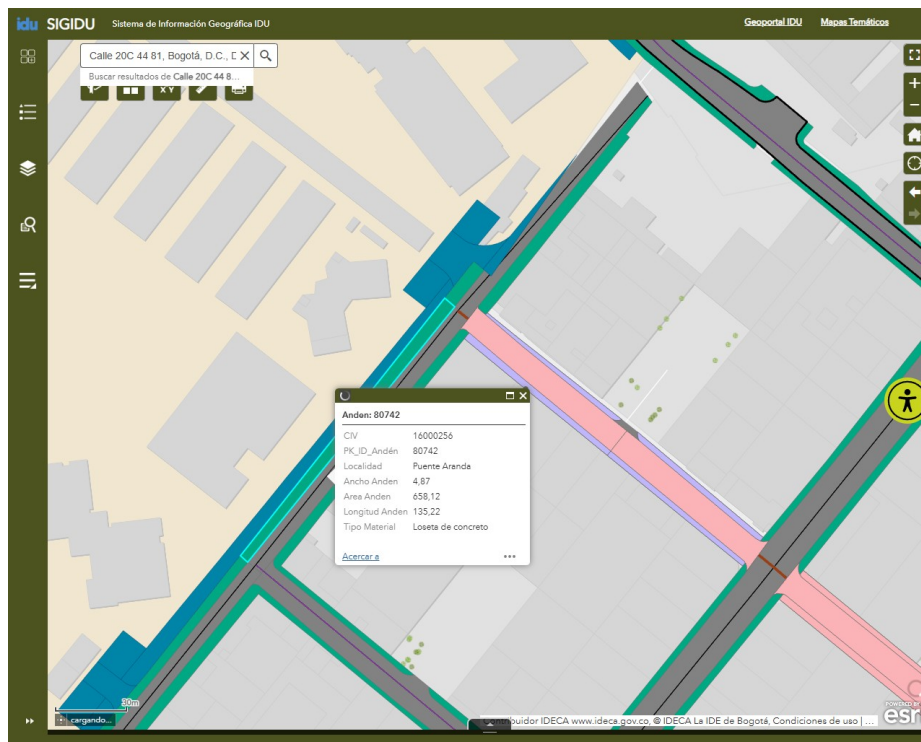 idu SIGIDU Sistema de Información Geográfica IDU Geoportal IDU Mapas Temáticos
Calle 20C 44 81, Bogotá, D.C., D
Buscar resultados de Calle 20C 44 8...
X Y
Anden: 80742
CIV 16000256
PK_ID_Andén 80742
Localidad Puente Aranda
Ancho Anden 4,87
Area Anden 658,12
Longitud Anden 135,22
Tipo Material Loseta de concreto
Acercar a
30m
cargando...
IDECA www.ideca.gov.co, @ IDECA La IDE de Bogotá, Condiciones de uso | ...
POWERED BY
esri